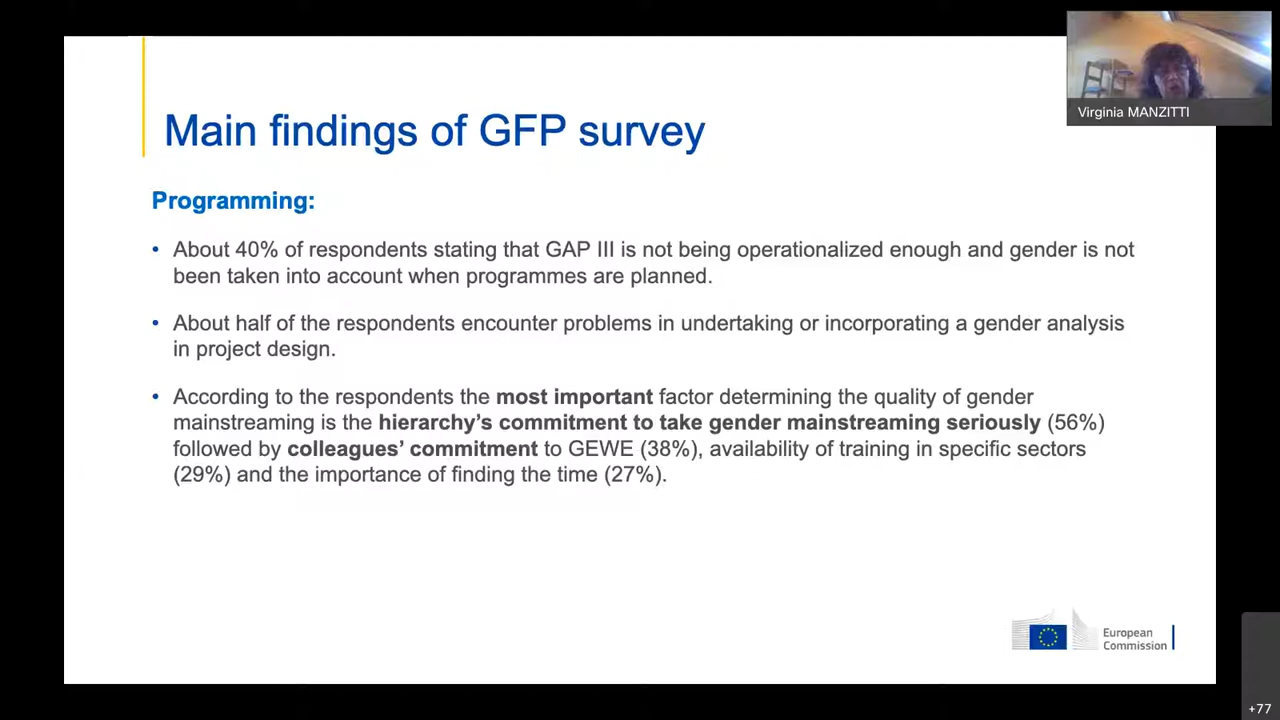 Virginia MANZITTI
Main findings of GFP survey
Programming:
• About 40% of respondents stating that GAP III is not being operationalized enough and gender is not
been taken into account when programmes are planned.
• About half of the respondents encounter problems in undertaking or incorporating a gender analysis
in project design.
• According to the respondents the most important factor determining the quality of gender
mainstreaming is the hierarchy’s commitment to take gender mainstreaming seriously (56%)
followed by colleagues’ commitment to GEWE (38%), availability of training in specific sectors
(29%) and the importance of finding the time (27%).
European
Commission
+77